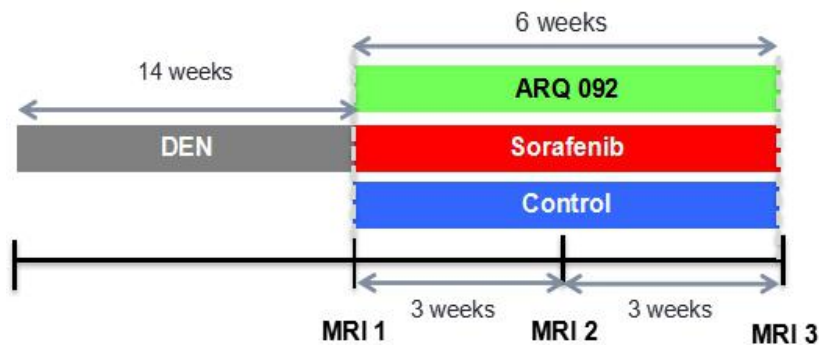 6 weeks
14 weeks
ARQ 092
DEN
Sorafenib
Control
3 weeks
3 weeks
MRI 1
MRI 2
MRI 3